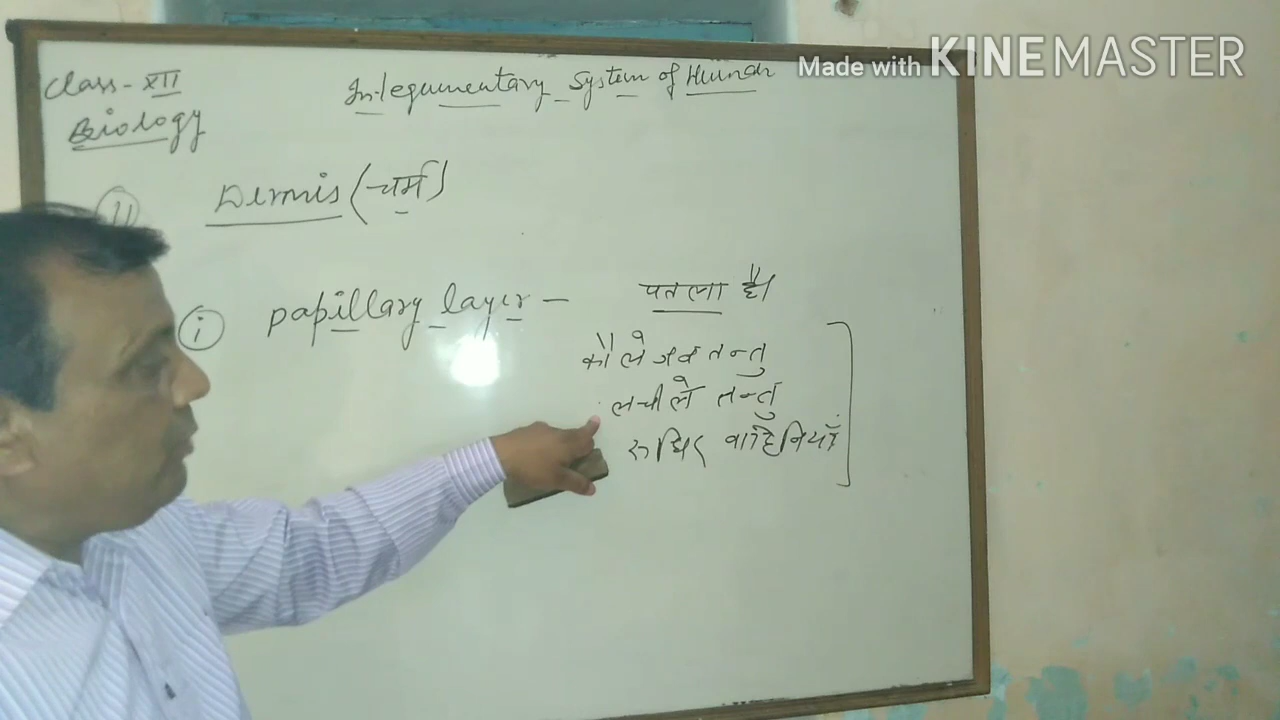 Made with KINEMASTER
Class - XII
Integumentary System of Human
Biology
II Dermis (चर्म)
i papillary layer — पतला है।
कौलेजन तन्तु
लचीले तन्तु
रुधिर वाहिनियाँ